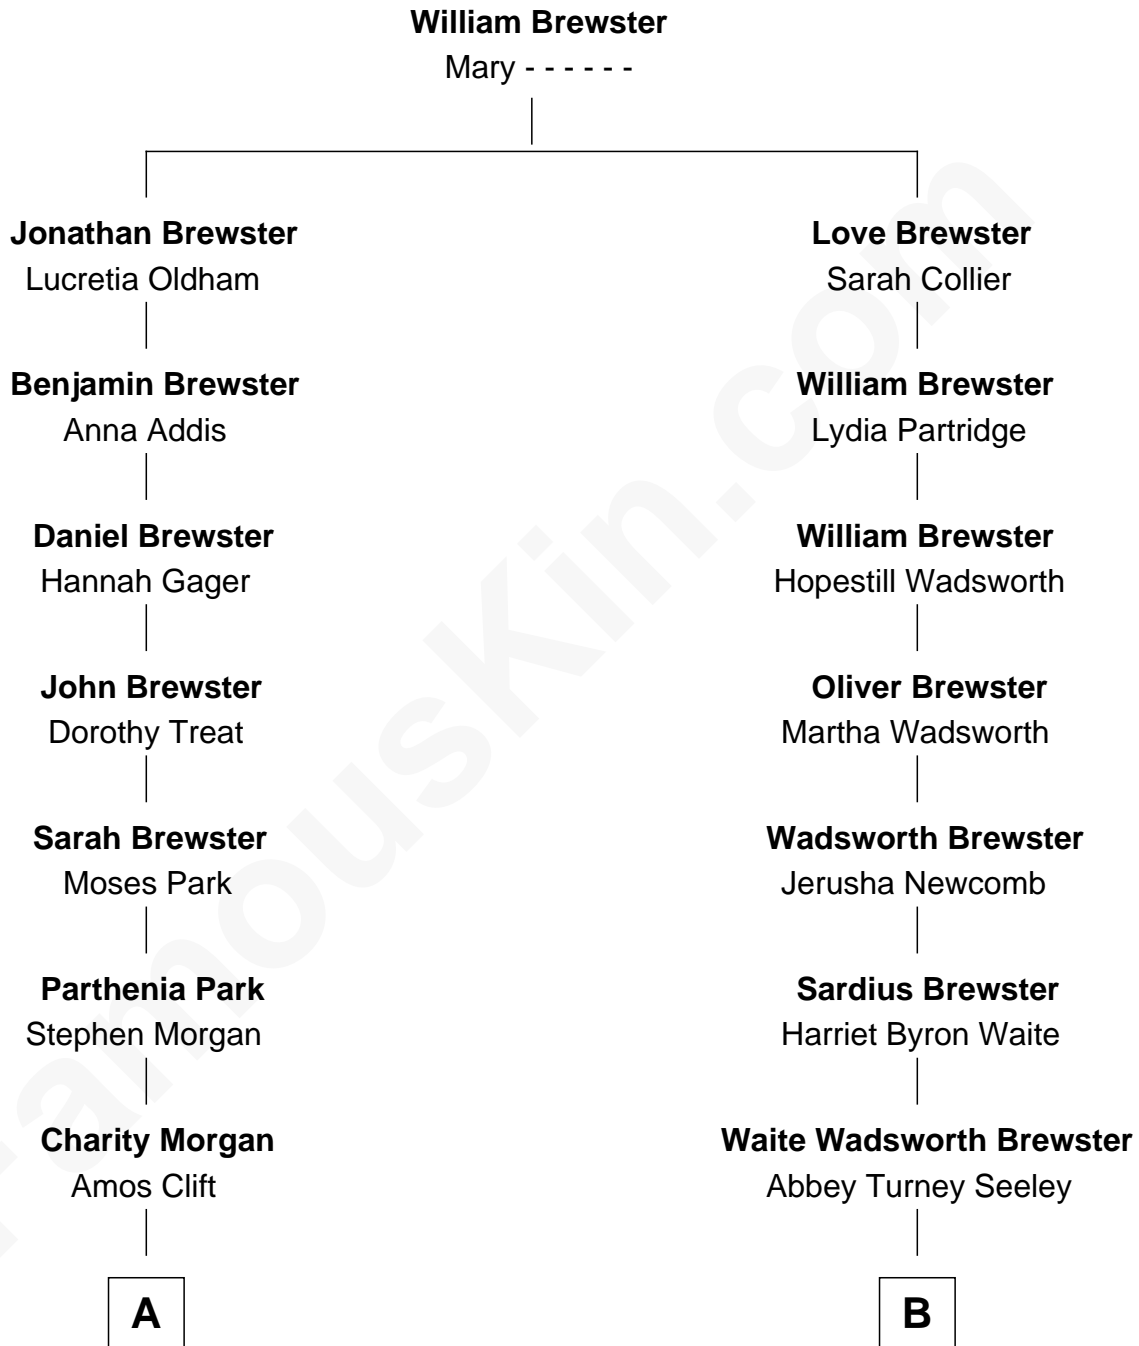 William Brewster
Mary - - - - - -
Jonathan Brewster
Lucretia Oldham
Love Brewster
Sarah Collier
Benjamin Brewster
Anna Addis
William Brewster
Lydia Partridge
Daniel Brewster
Hannah Gager
William Brewster
Hopestill Wadsworth
John Brewster
Dorothy Treat
Oliver Brewster
Martha Wadsworth
Sarah Brewster
Moses Park
Wadsworth Brewster
Jerusha Newcomb
Parthenia Park
Stephen Morgan
Sardius Brewster
Harriet Byron Waite
Charity Morgan
Amos Clift
Waite Wadsworth Brewster
Abbey Turney Seeley
A
B
FamousKin.com